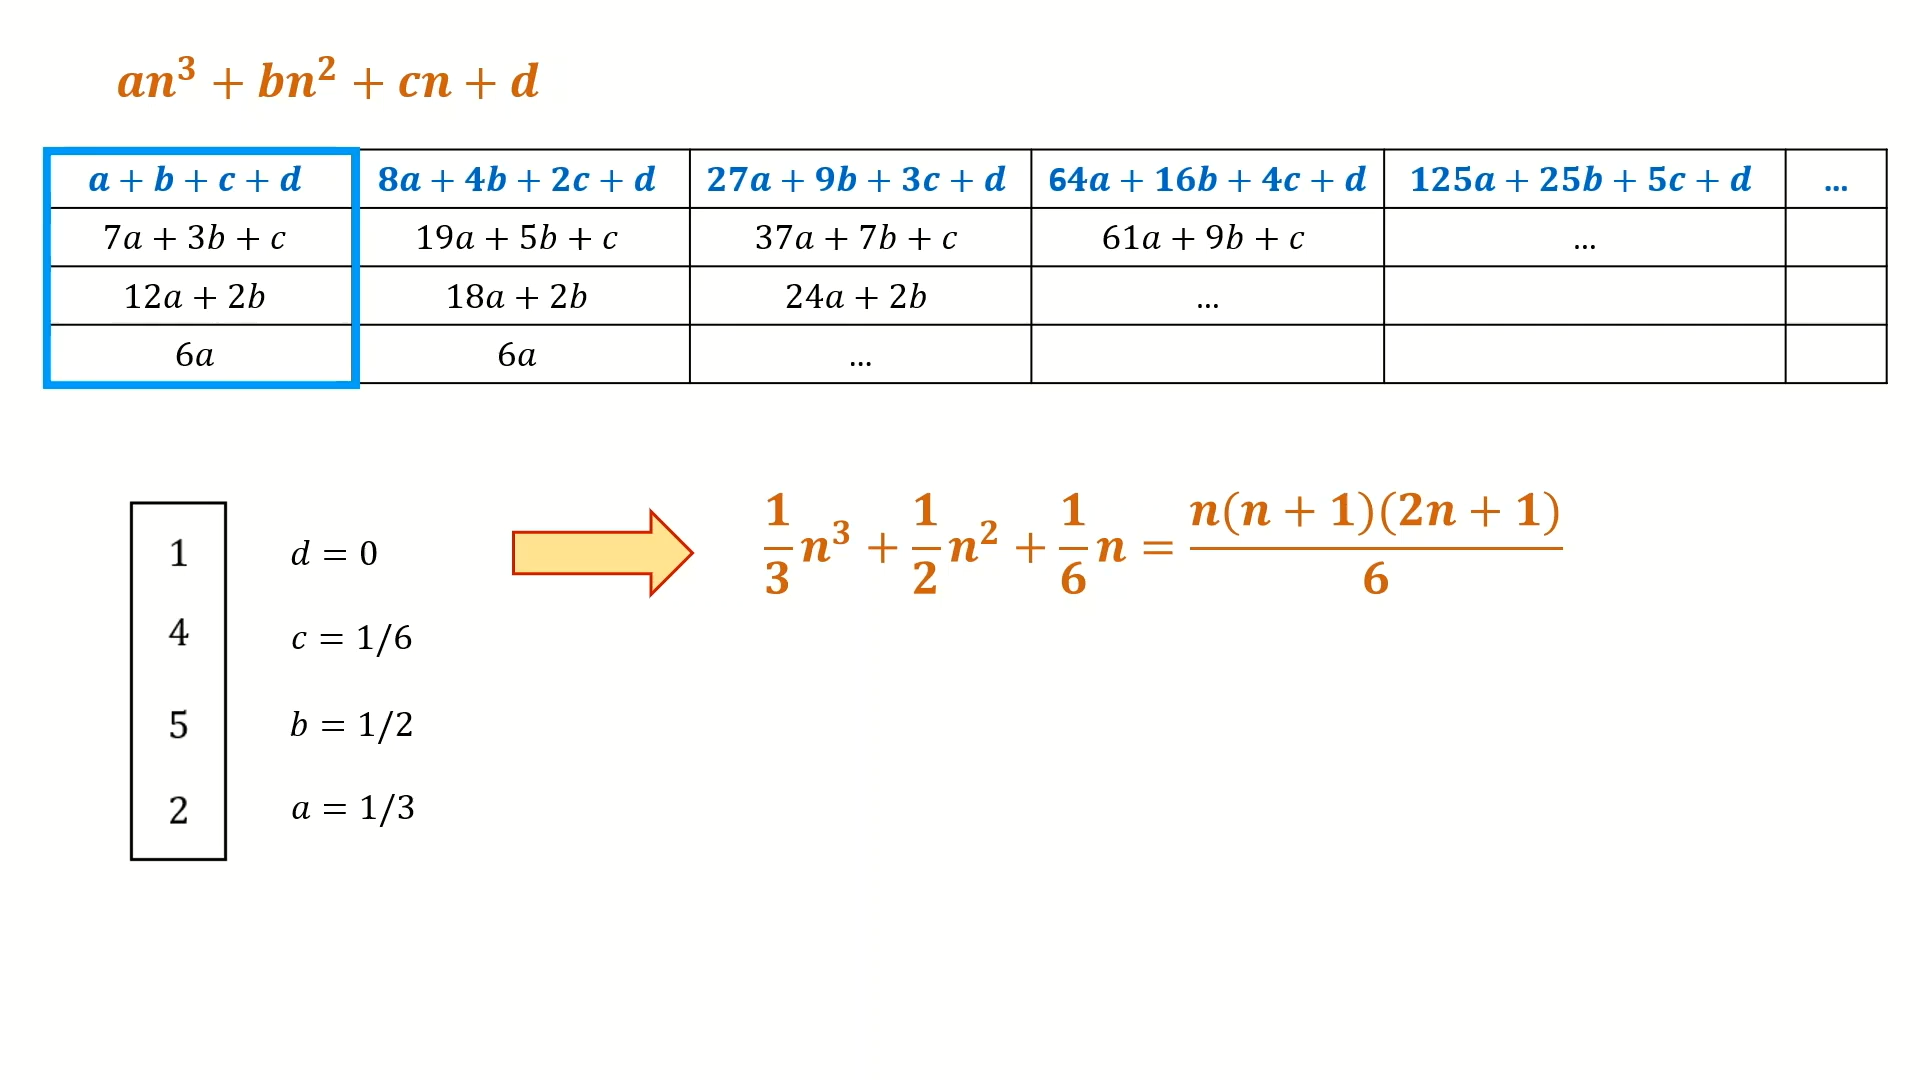 an³ + bn² + cn + d
a + b + c + d 8a + 4b + 2c + d 27a + 9b + 3c + d 64a + 16b + 4c + d 125a + 25b + 5c + d ...
7a + 3b + c 19a + 5b + c 37a + 7b + c 61a + 9b + c ...
12a + 2b 18a + 2b 24a + 2b ...
6a 6a ...
1 d = 0 1/3 n³ + 1/2 n² + 1/6 n = n(n + 1)(2n + 1)/6
4 c = 1/6
5 b = 1/2
2 a = 1/3